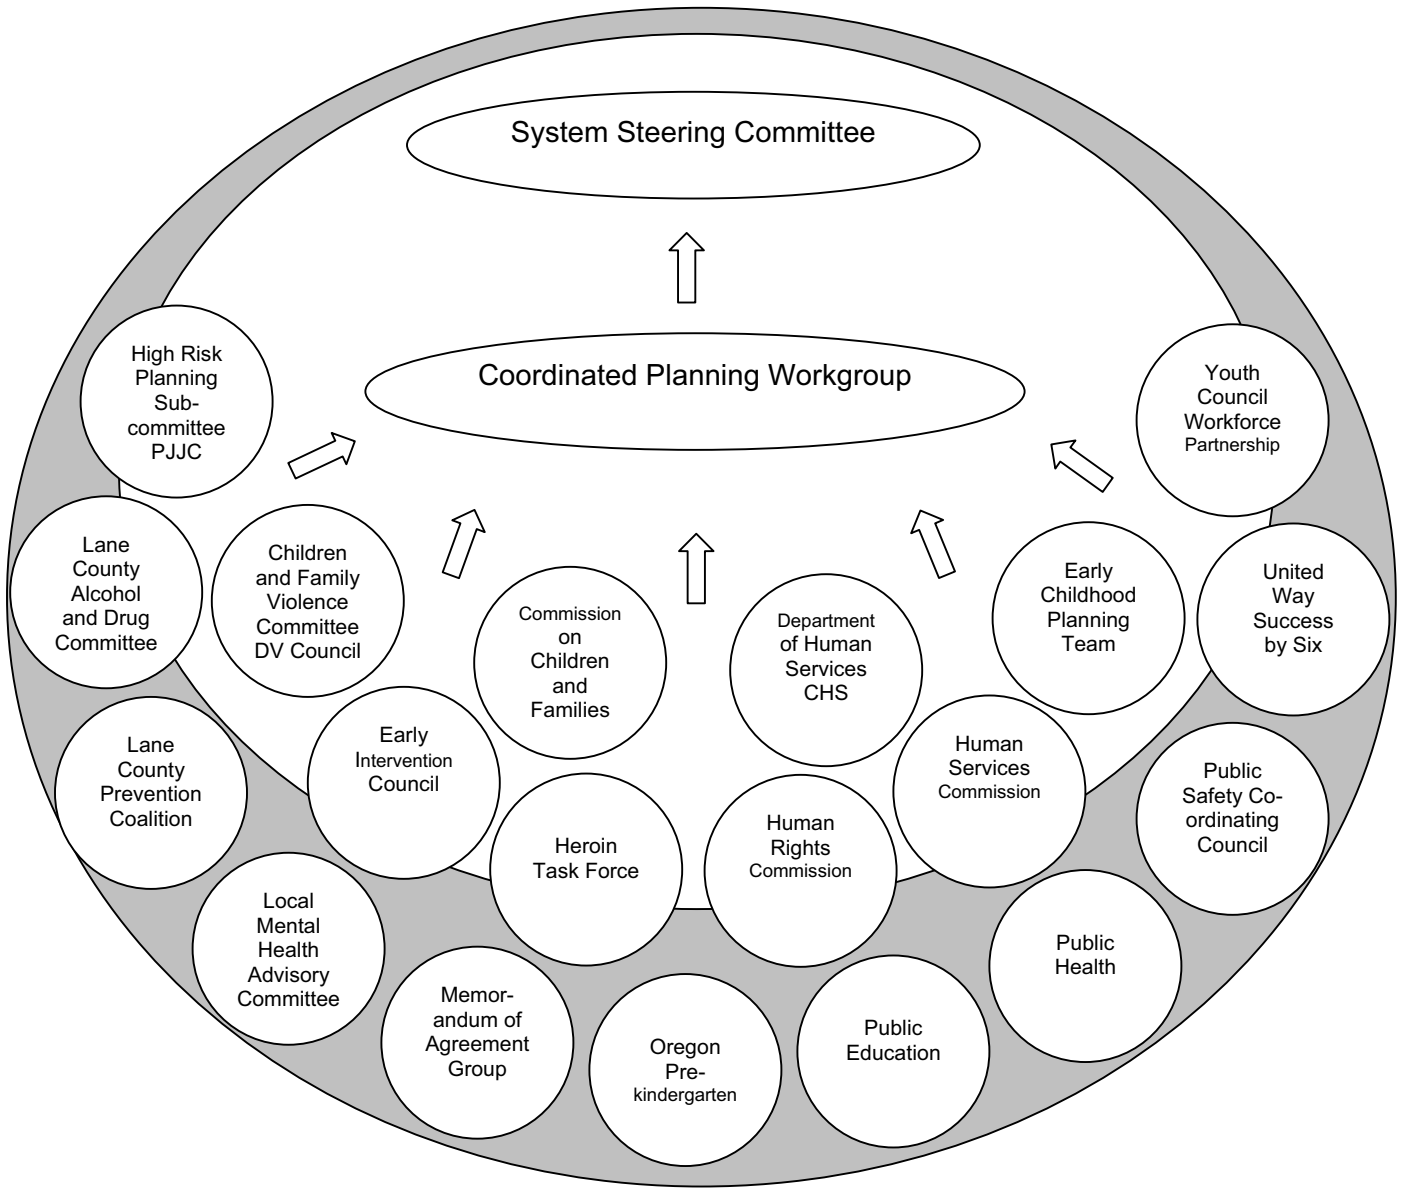 System Steering Committee
Coordinated Planning Workgroup
High Risk
Planning
Sub-
committee
PJJC
Youth
Council
Workforce
Partnership
Lane
County
Alcohol
and Drug
Committee
Children
and Family
Violence
Committee
DV Council
Commission
on
Children
and
Families
Department
of Human
Services
CHS
Early
Childhood
Planning
Team
United
Way
Success
by Six
Lane
County
Prevention
Coalition
Early
Intervention
Council
Heroin
Task Force
Human
Rights
Commission
Human
Services
Commission
Public
Safety Co-
ordinating
Council
Local
Mental
Health
Advisory
Committee
Memor-
andum of
Agreement
Group
Oregon
Pre-
kindergarten
Public
Education
Public
Health